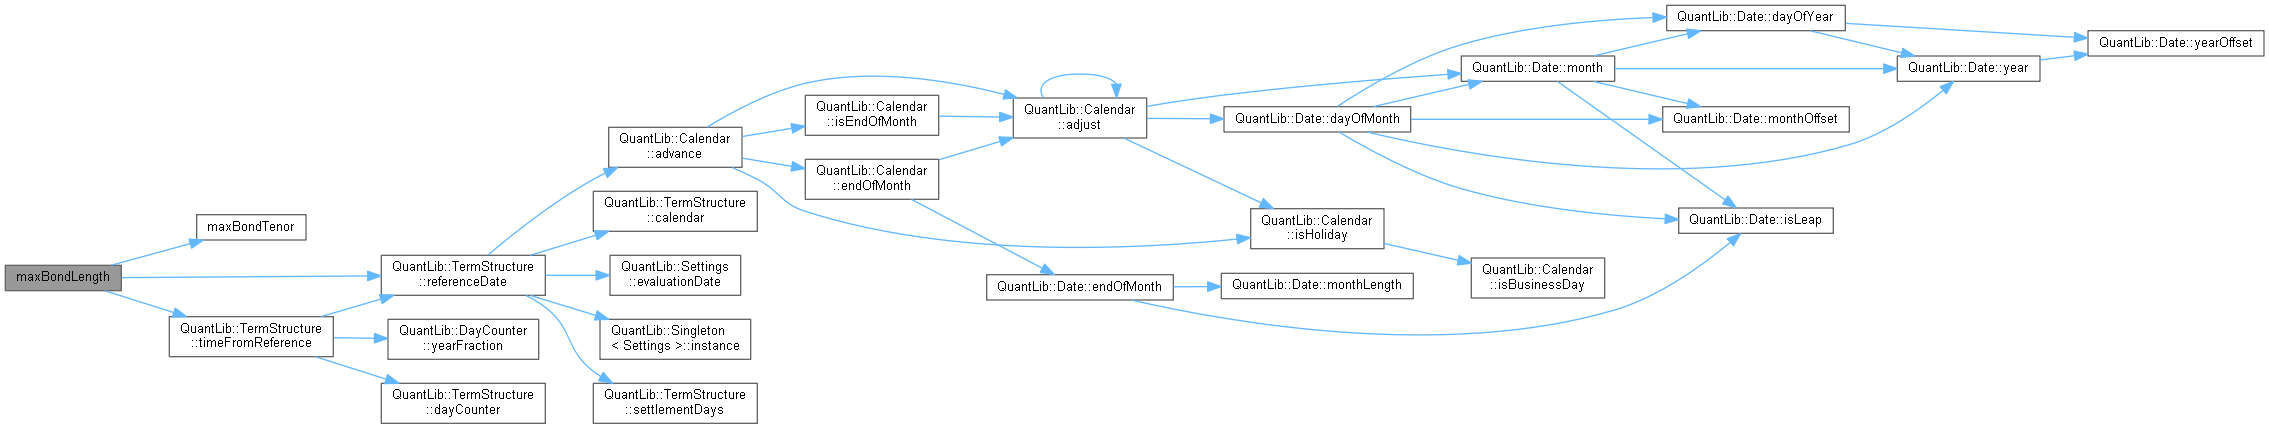 maxBondLength
maxBondTenor
QuantLib::TermStructure
::referenceDate
QuantLib::TermStructure
::timeFromReference
QuantLib::Calendar
::advance
QuantLib::TermStructure
::calendar
QuantLib::Settings
::evaluationDate
QuantLib::Singleton
< Settings >::instance
QuantLib::TermStructure
::settlementDays
QuantLib::DayCounter
::yearFraction
QuantLib::TermStructure
::dayCounter
QuantLib::Calendar
::isEndOfMonth
QuantLib::Calendar
::endOfMonth
QuantLib::Calendar
::adjust
QuantLib::Calendar
::isHoliday
QuantLib::Calendar
::isBusinessDay
QuantLib::Date::endOfMonth
QuantLib::Date::monthLength
QuantLib::Date::dayOfMonth
QuantLib::Date::month
QuantLib::Date::dayOfYear
QuantLib::Date::monthOffset
QuantLib::Date::isLeap
QuantLib::Date::year
QuantLib::Date::yearOffset